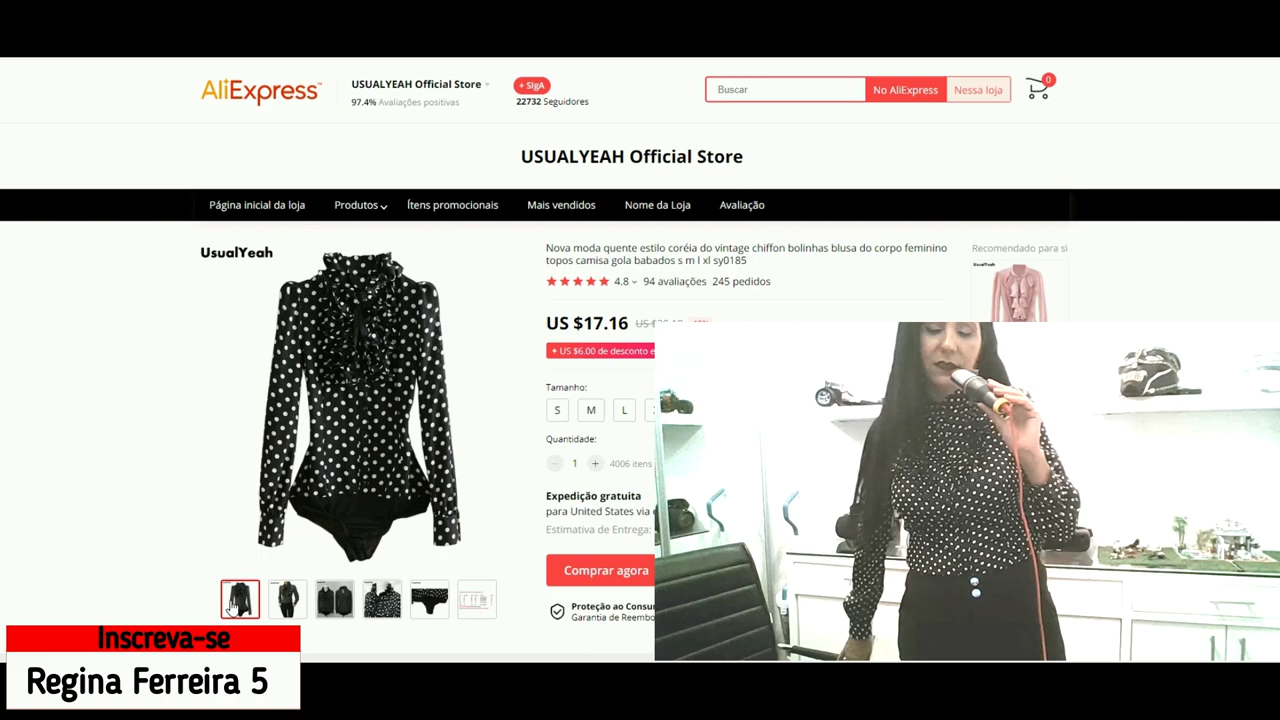 AliExpress™
USUALYEAH Official Store
+ SIgA
97.4% Avaliações positivas
22732 Seguidores
Buscar
No AliExpress
Nessa loja
0
USUALYEAH Official Store
Página inicial da loja
Produtos
Ítens promocionais
Mais vendidos
Nome da Loja
Avaliação
UsualYeah
Nova moda quente estilo coréia do vintage chiffon bolinhas blusa do corpo feminino
topos camisa gola babados s m l xl sy0185
4.8 94 avaliações 245 pedidos
Recomendado para si
UsualYeah
US $17.16
+ US $6.00 de desconto e
Tamanho:
S M L
Quantidade:
1 + 4006 itens
Expedição gratuita
para United States via
Estimativa de Entrega:
Comprar agora
Proteção ao Consu
Garantia de Reembo
Inscreva-se
Regina Ferreira 5